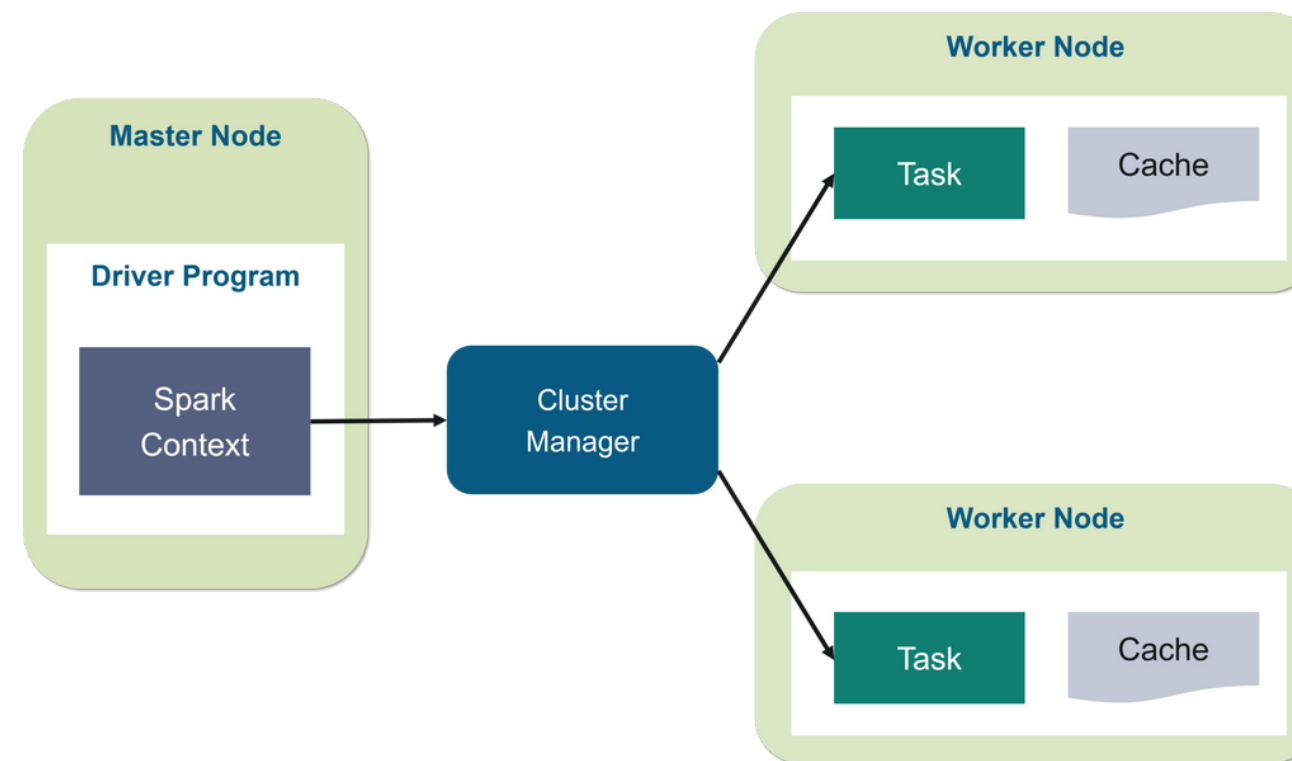 Master Node
Driver Program
Spark
Context
Cluster
Manager
Worker Node
Task
Cache
Worker Node
Task
Cache